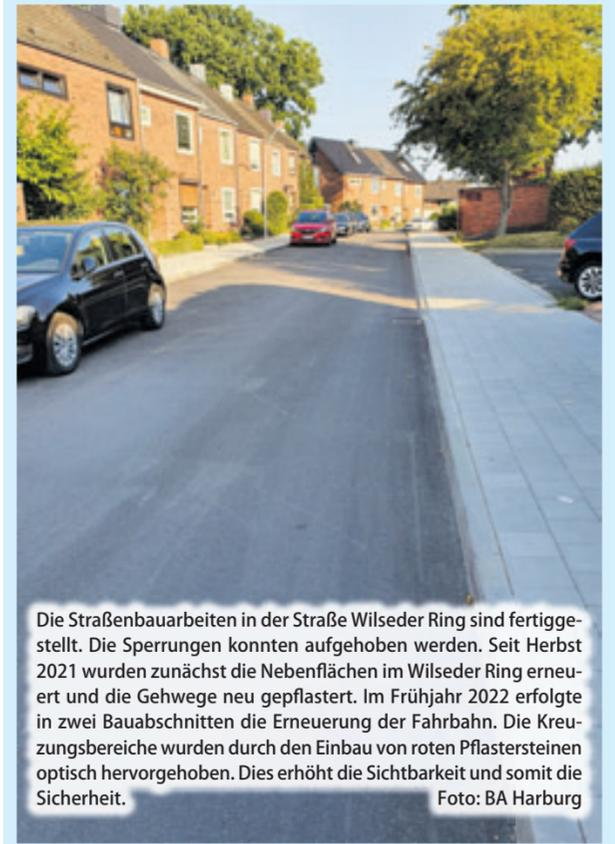 Die Straßenbauarbeiten in der Straße Wilseder Ring sind fertigge-
stellt. Die Sperrungen konnten aufgehoben werden. Seit Herbst
2021 wurden zunächst die Nebenflächen im Wilseder Ring erneu-
ert und die Gehwege neu gepflastert. Im Frühjahr 2022 erfolgte
in zwei Bauabschnitten die Erneuerung der Fahrbahn. Die Kreu-
zungsbereiche wurden durch den Einbau von roten Pflastersteinen
optisch hervorgehoben. Dies erhöht die Sichtbarkeit und somit die
Sicherheit. Foto: BA Harburg